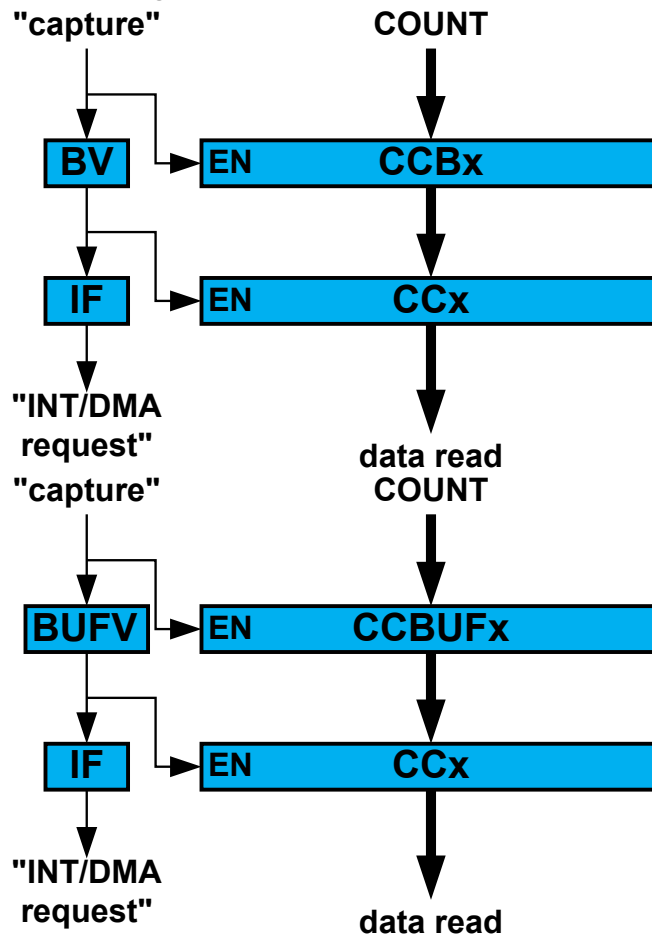 "capture" COUNT
BV EN CCBx
IF EN CCx
"INT/DMA
request"
data read
"capture" COUNT
BUFV EN CCBUFx
IF EN CCx
"INT/DMA
request"
data read